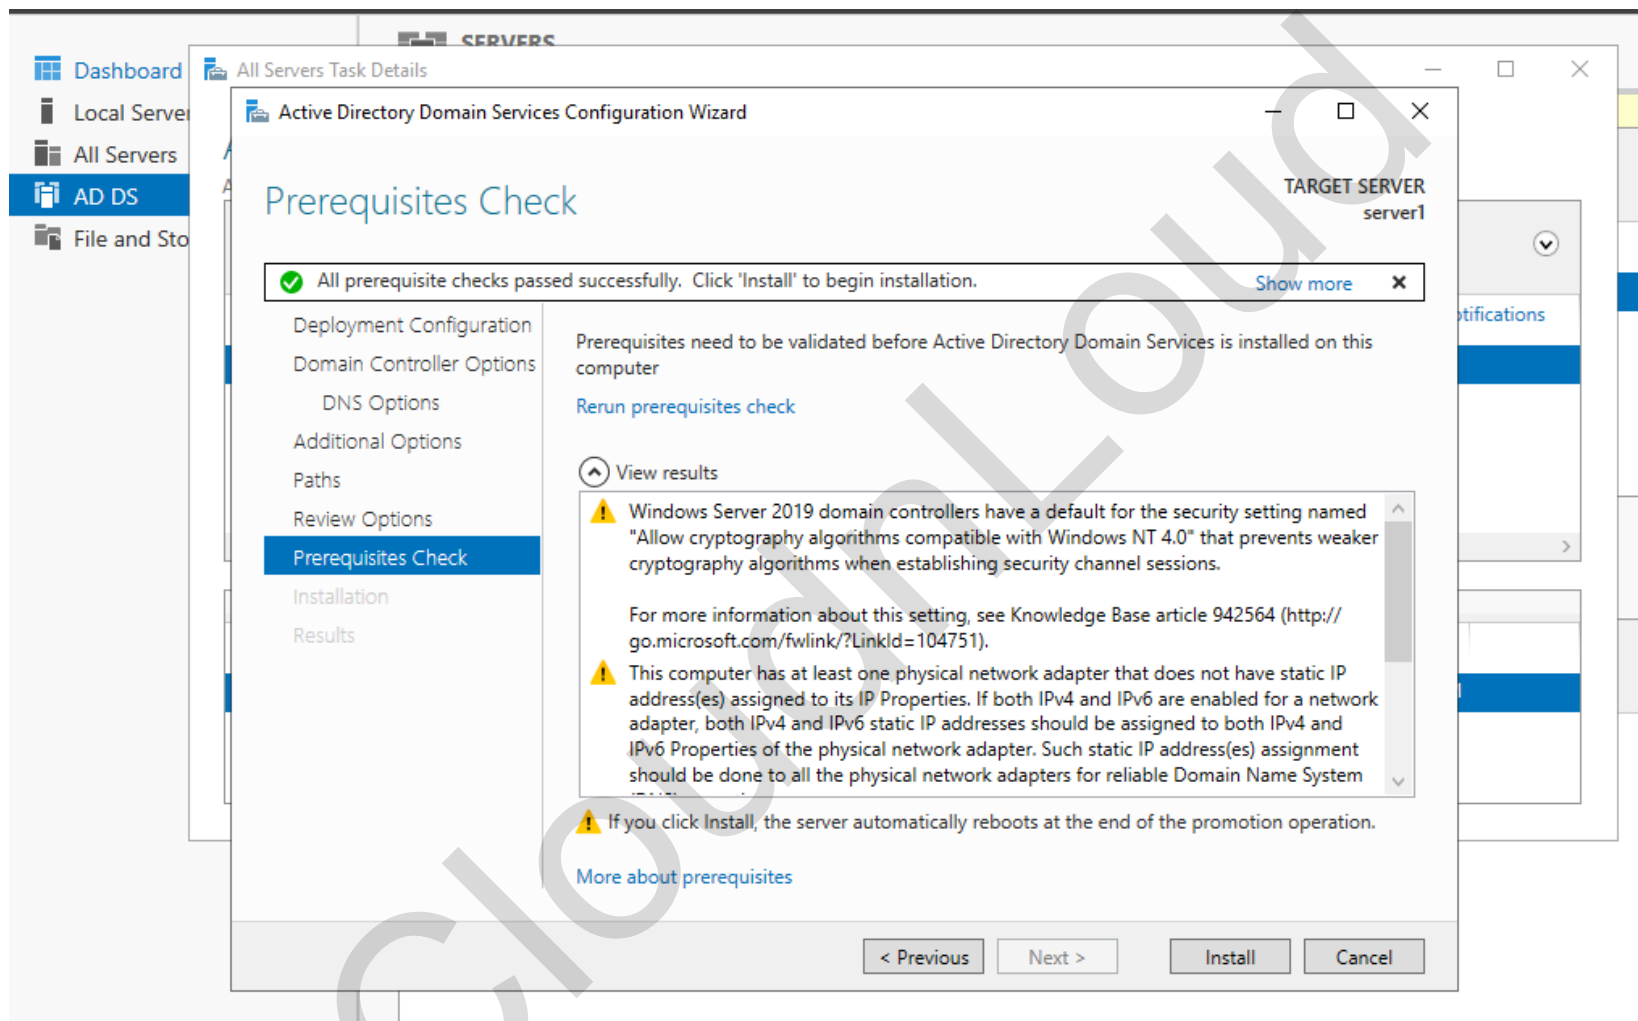 SERVERS
Dashboard
Local Server
All Servers
AD DS
File and Sto
All Servers Task Details
Active Directory Domain Services Configuration Wizard
Prerequisites Check
TARGET SERVER
server1
All prerequisite checks passed successfully. Click 'Install' to begin installation.
Show more
Deployment Configuration
Domain Controller Options
DNS Options
Additional Options
Paths
Review Options
Prerequisites Check
Installation
Results
Prerequisites need to be validated before Active Directory Domain Services is installed on this
computer
Rerun prerequisites check
View results
Windows Server 2019 domain controllers have a default for the security setting named
"Allow cryptography algorithms compatible with Windows NT 4.0" that prevents weaker
cryptography algorithms when establishing security channel sessions.
For more information about this setting, see Knowledge Base article 942564 (http://
go.microsoft.com/fwlink/?LinkId=104751).
This computer has at least one physical network adapter that does not have static IP
address(es) assigned to its IP Properties. If both IPv4 and IPv6 are enabled for a network
adapter, both IPv4 and IPv6 static IP addresses should be assigned to both IPv4 and
IPv6 Properties of the physical network adapter. Such static IP address(es) assignment
should be done to all the physical network adapters for reliable Domain Name System
If you click Install, the server automatically reboots at the end of the promotion operation.
More about prerequisites
< Previous
Next >
Install
Cancel
otifications
CloudnLoud